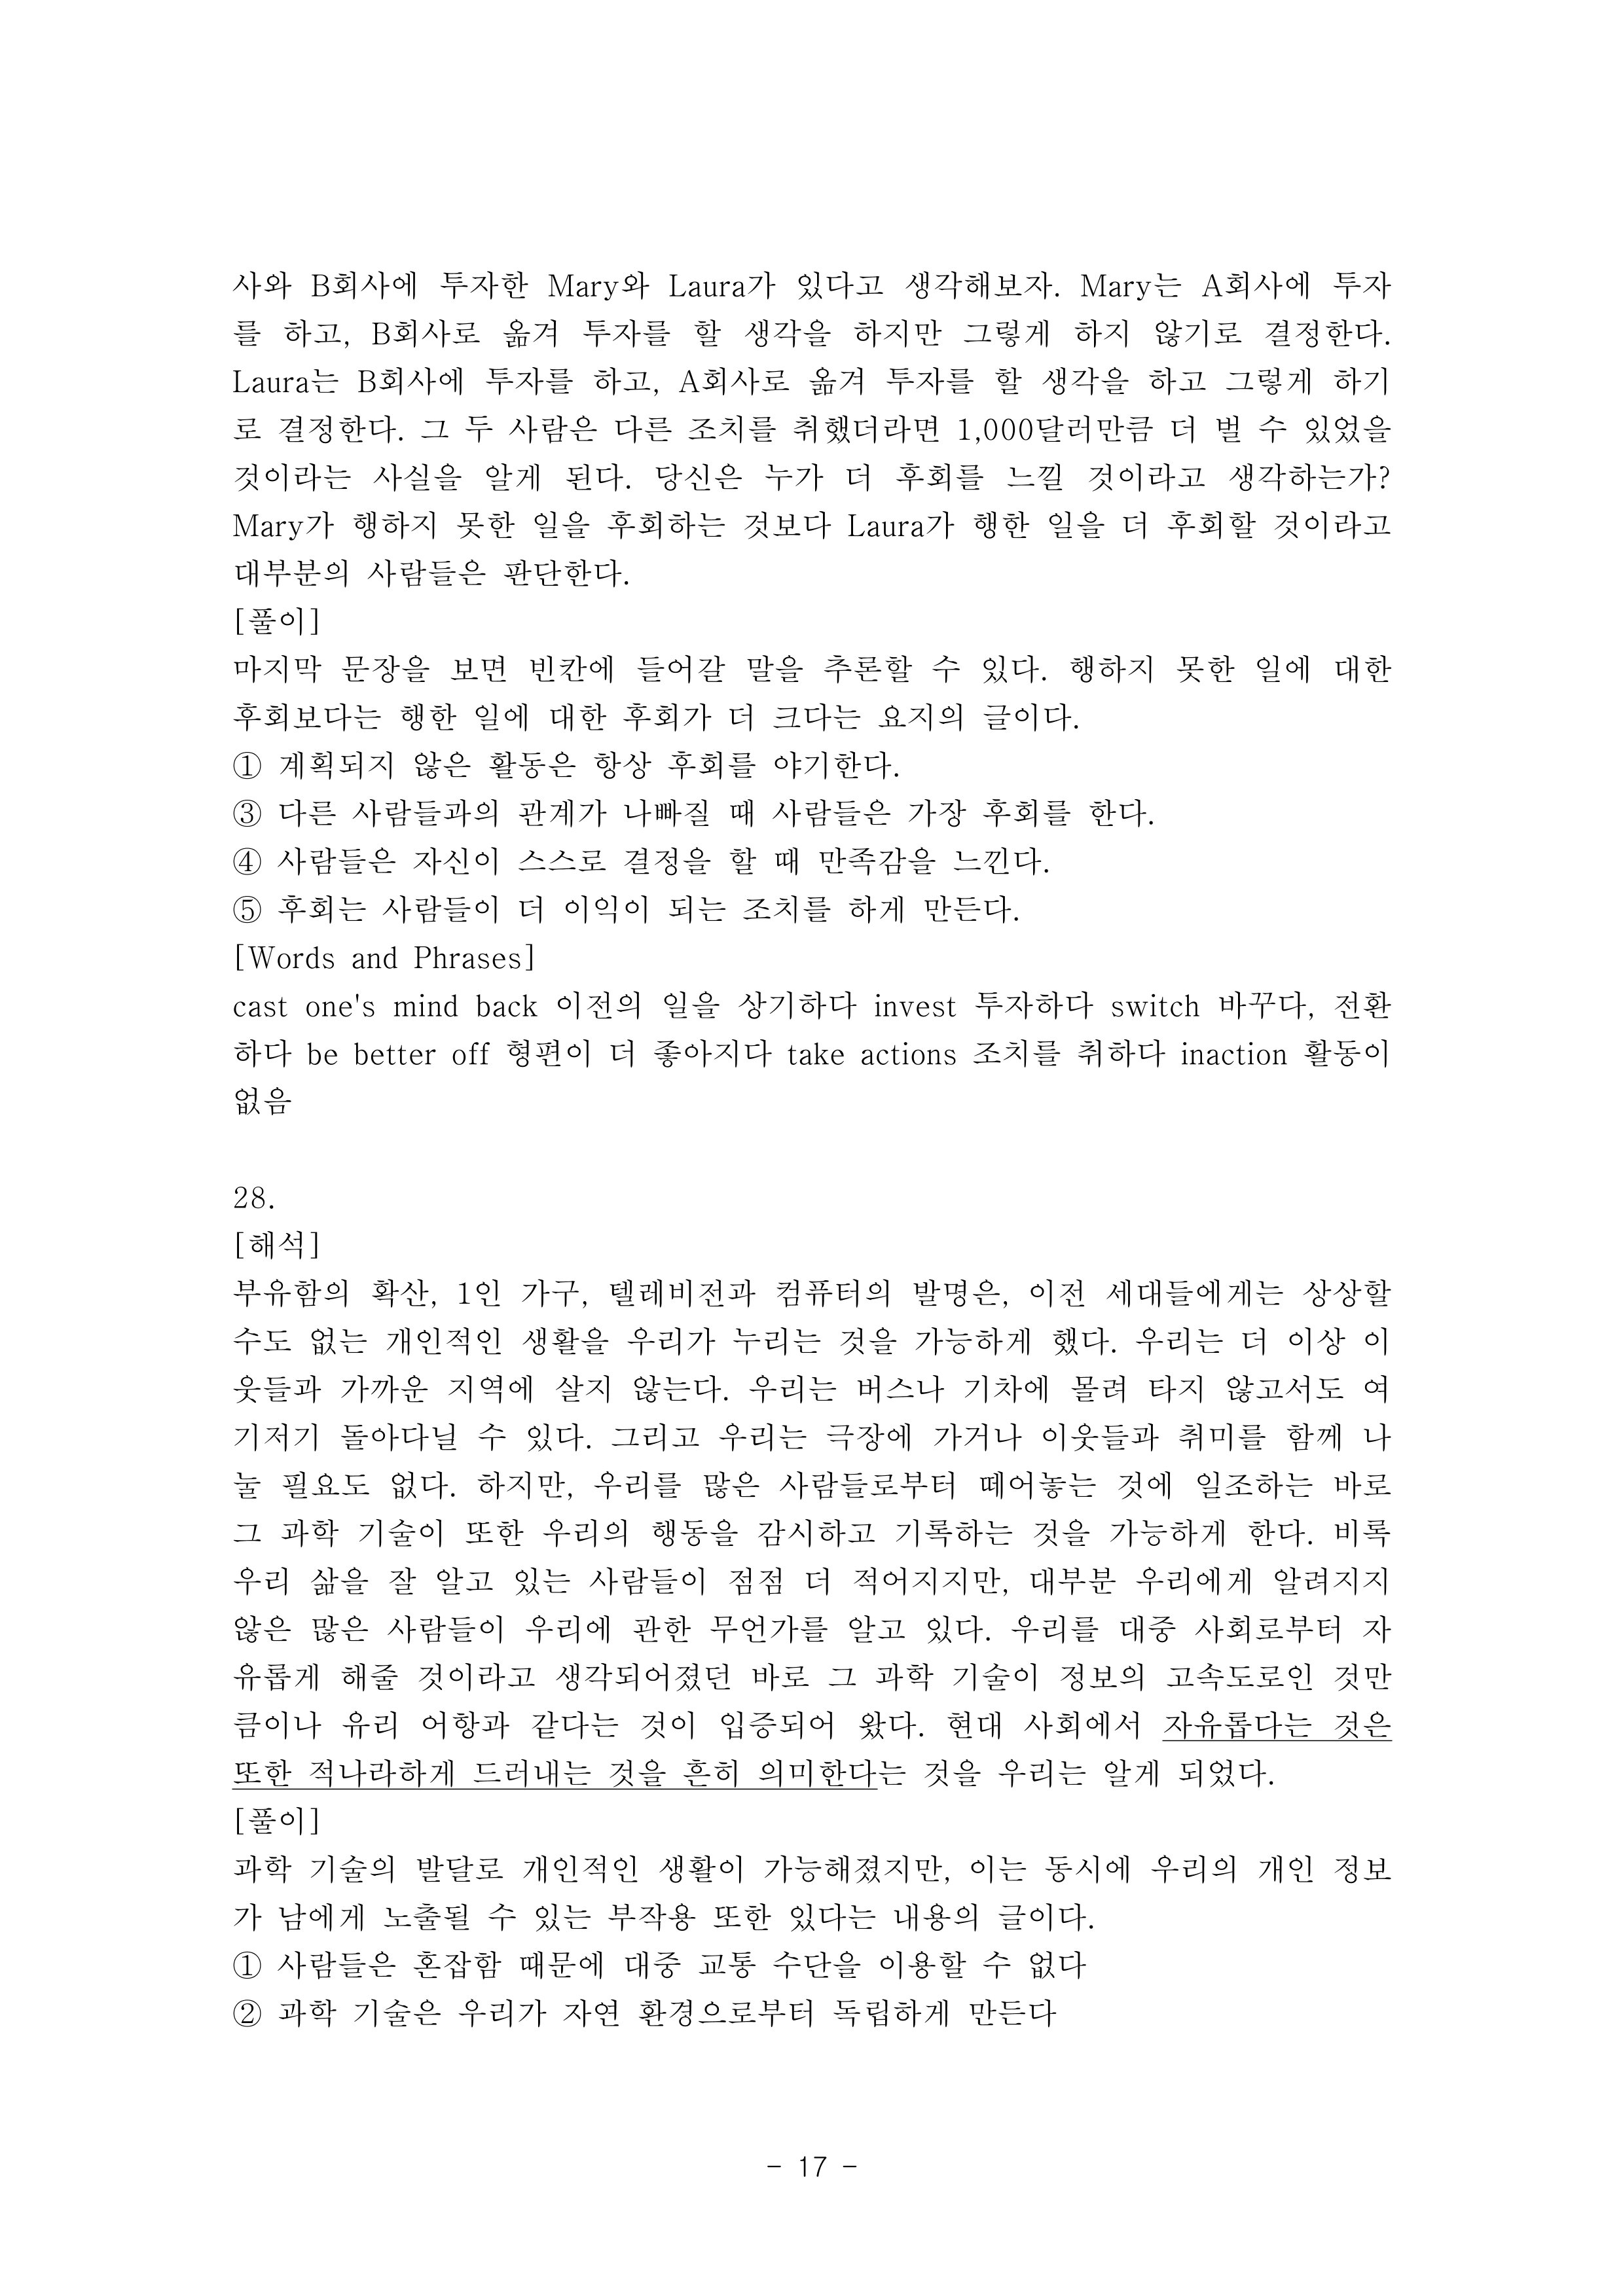 사와 B회사에 투자한 Mary와 Laura가 있다고 생각해보자. Mary는 A회사에 투자
를 하고, B회사로 옮겨 투자를 할 생각을 하지만 그렇게 하지 않기로 결정한다.
Laura는 B회사에 투자를 하고, A회사로 옮겨 투자를 할 생각을 하고 그렇게 하기
로 결정한다. 그 두 사람은 다른 조치를 취했더라면 1,000달러만큼 더 벌 수 있었을
것이라는 사실을 알게 된다. 당신은 누가 더 후회를 느낄 것이라고 생각하는가?
Mary가 행하지 못한 일을 후회하는 것보다 Laura가 행한 일을 더 후회할 것이라고
대부분의 사람들은 판단한다.
[풀이]
마지막 문장을 보면 빈칸에 들어갈 말을 추론할 수 있다. 행하지 못한 일에 대한
후회보다는 행한 일에 대한 후회가 더 크다는 요지의 글이다.
① 계획되지 않은 활동은 항상 후회를 야기한다.
③ 다른 사람들과의 관계가 나빠질 때 사람들은 가장 후회를 한다.
④ 사람들은 자신이 스스로 결정을 할 때 만족감을 느낀다.
⑤ 후회는 사람들이 더 이익이 되는 조치를 하게 만든다.
[Words and Phrases]
cast one's mind back 이전의 일을 상기하다 invest 투자하다 switch 바꾸다, 전환
하다 be better off 형편이 더 좋아지다 take actions 조치를 취하다 inaction 활동이
없음
28.
[해석]
부유함의 확산, 1인 가구, 텔레비전과 컴퓨터의 발명은, 이전 세대들에게는 상상할
수도 없는 개인적인 생활을 우리가 누리는 것을 가능하게 했다. 우리는 더 이상 이
웃들과 가까운 지역에 살지 않는다. 우리는 버스나 기차에 몰려 타지 않고서도 여
기저기 돌아다닐 수 있다. 그리고 우리는 극장에 가거나 이웃들과 취미를 함께 나
눌 필요도 없다. 하지만, 우리를 많은 사람들로부터 떼어놓는 것에 일조하는 바로
그 과학 기술이 또한 우리의 행동을 감시하고 기록하는 것을 가능하게 한다. 비록
우리 삶을 잘 알고 있는 사람들이 점점 더 적어지지만, 대부분 우리에게 알려지지
않은 많은 사람들이 우리에 관한 무언가를 알고 있다. 우리를 대중 사회로부터 자
유롭게 해줄 것이라고 생각되어졌던 바로 그 과학 기술이 정보의 고속도로인 것만
큼이나 유리 어항과 같다는 것이 입증되어 왔다. 현대 사회에서 자유롭다는 것은
또한 적나라하게 드러내는 것을 흔히 의미한다는 것을 우리는 알게 되었다.
[풀이]
과학 기술의 발달로 개인적인 생활이 가능해졌지만, 이는 동시에 우리의 개인 정보
가 남에게 노출될 수 있는 부작용 또한 있다는 내용의 글이다.
① 사람들은 혼잡함 때문에 대중 교통 수단을 이용할 수 없다
② 과학 기술은 우리가 자연 환경으로부터 독립하게 만든다
- 17 -